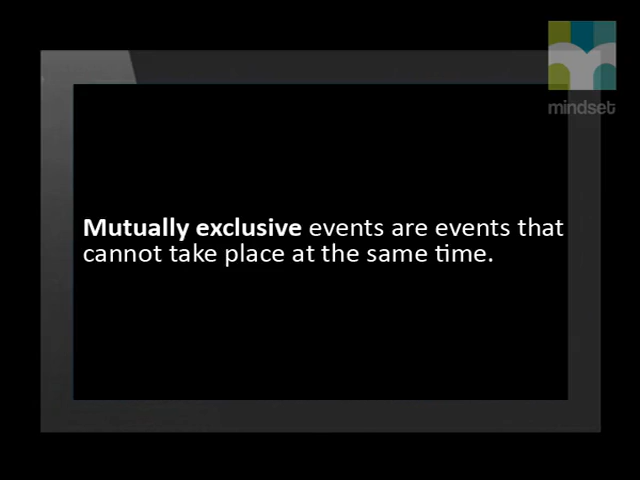 mindset
Mutually exclusive events are events that
cannot take place at the same time.